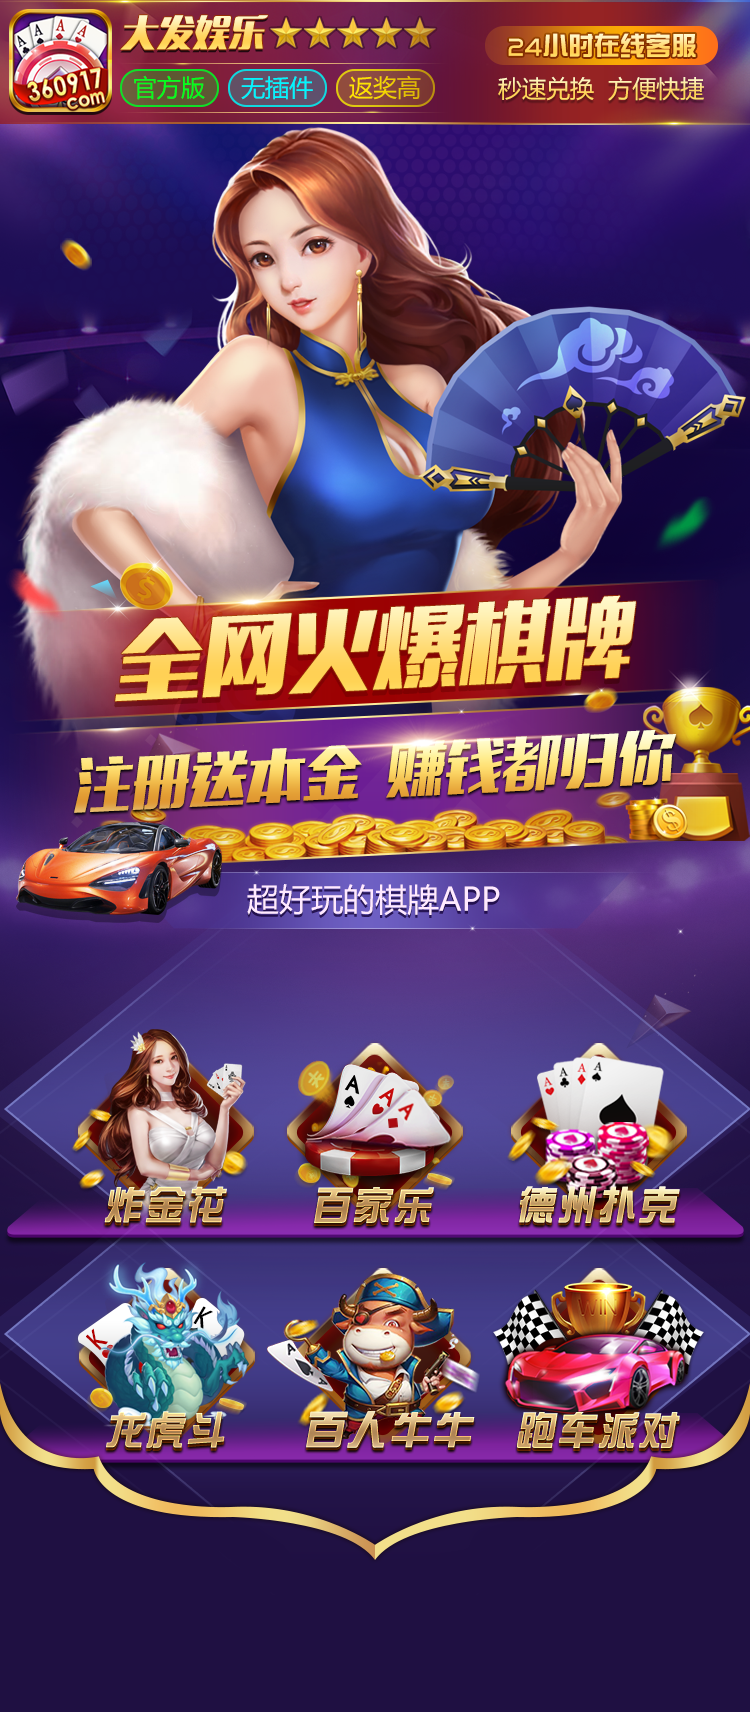 360917
.com
大发娱乐
官方版 无插件 返奖高
24小时在线客服
秒速兑换 方便快捷
全网火爆棋牌
注册送本金 赚钱都归你
超好玩的棋牌APP
炸金花 百家乐 德州扑克
WIN
龙虎斗 百人牛牛 跑车派对